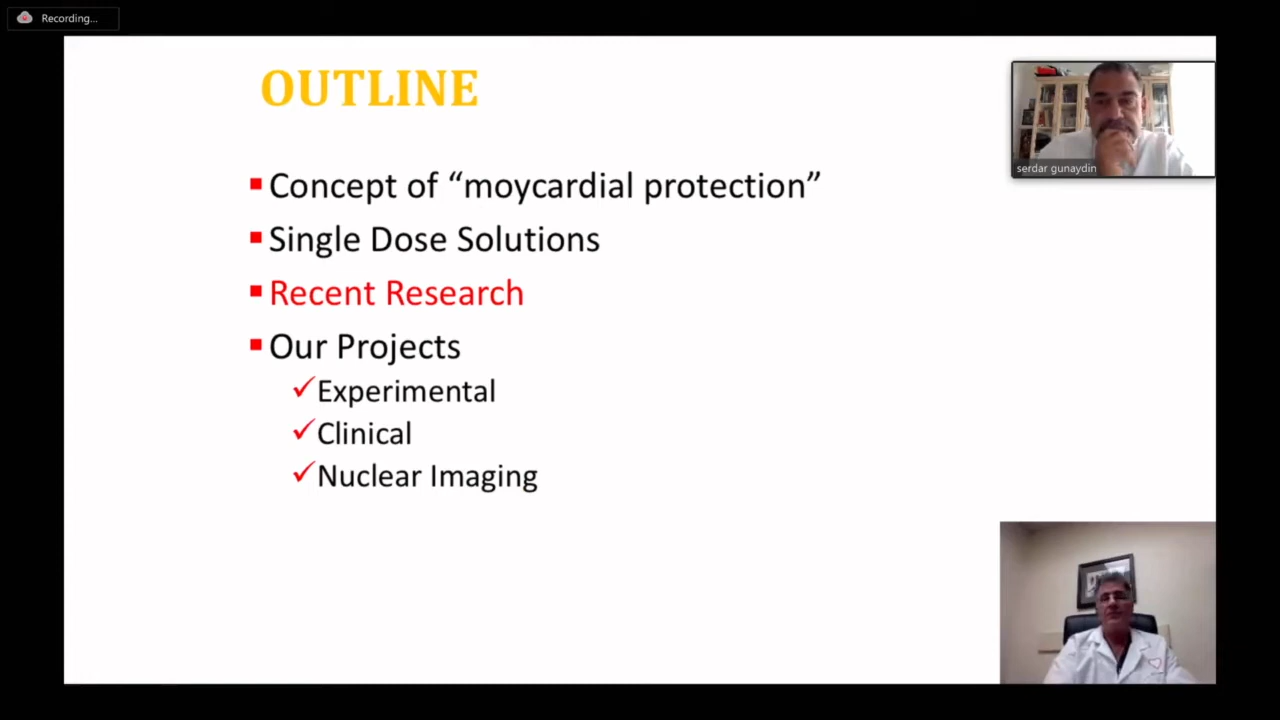 Recording...
OUTLINE
Concept of “moycardial protection”
Single Dose Solutions
Recent Research
Our Projects
Experimental
Clinical
Nuclear Imaging
serdar gunaydin